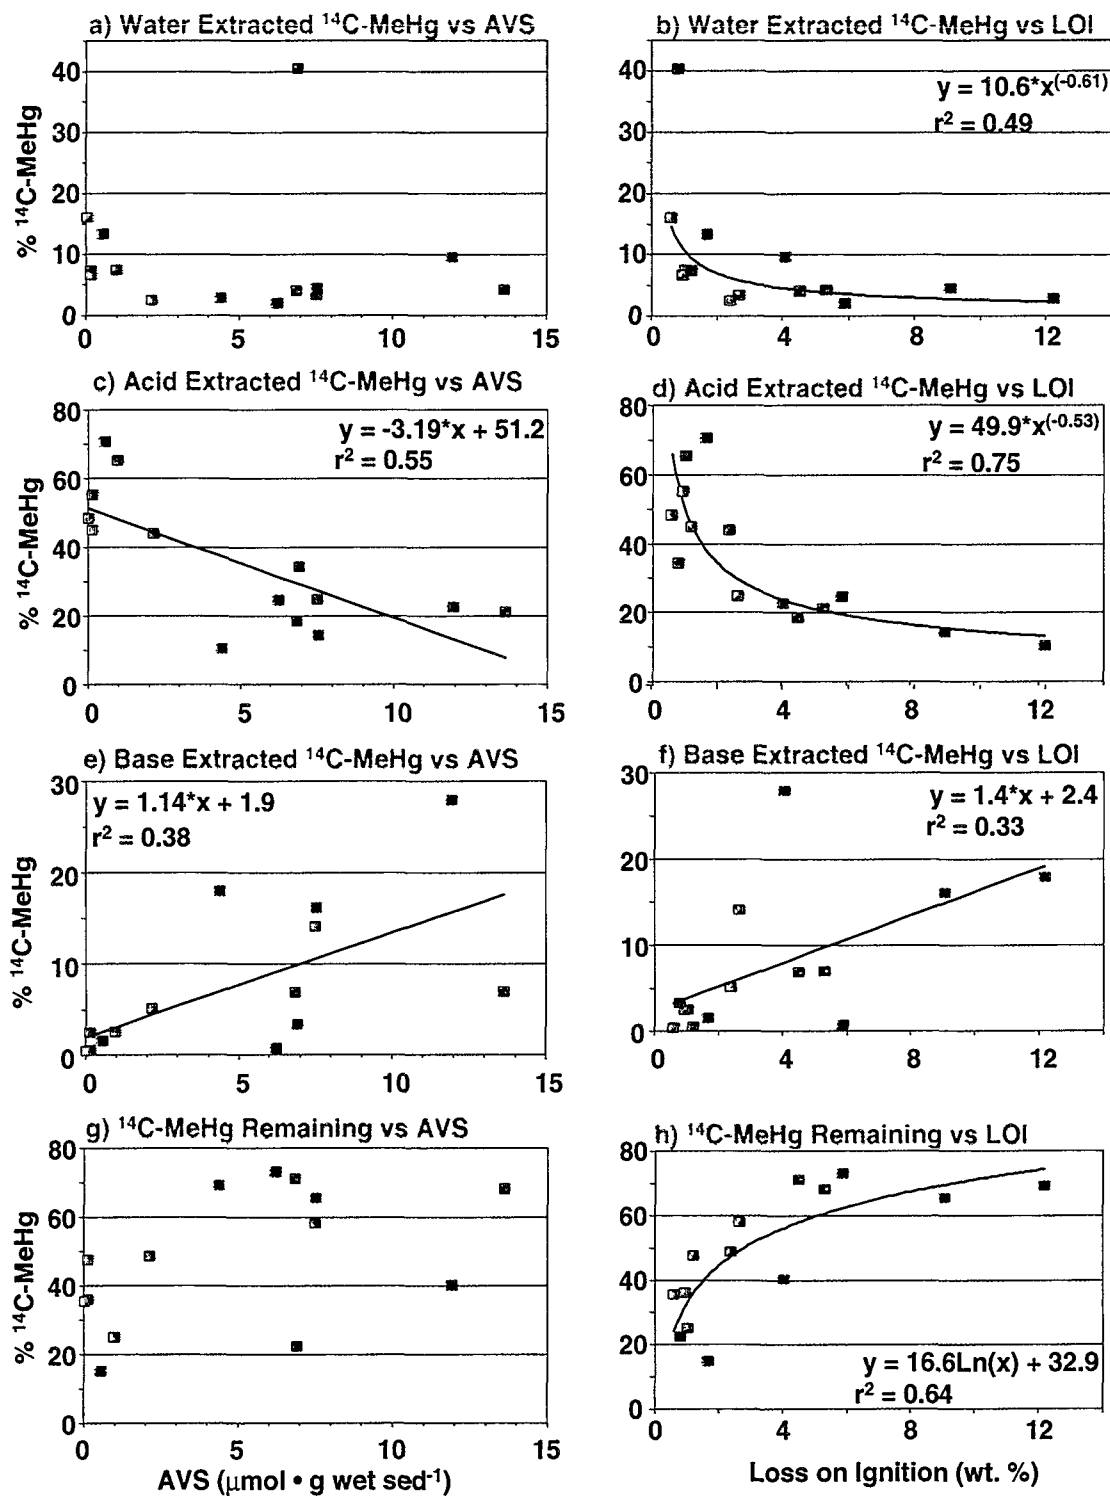 a) Water Extracted ¹⁴C-MeHg vs AVS
% ¹⁴C-MeHg
40
30
20
10
0
0 5 10 15
b) Water Extracted ¹⁴C-MeHg vs LOI
y = 10.6*x(-0.61)
r² = 0.49
40
30
20
10
0
0 4 8 12
c) Acid Extracted ¹⁴C-MeHg vs AVS
% ¹⁴C-MeHg
y = -3.19*x + 51.2
r² = 0.55
80
60
40
20
0
0 5 10 15
d) Acid Extracted ¹⁴C-MeHg vs LOI
y = 49.9*x(-0.53)
r² = 0.75
80
60
40
20
0
0 4 8 12
e) Base Extracted ¹⁴C-MeHg vs AVS
% ¹⁴C-MeHg
y = 1.14*x + 1.9
r² = 0.38
30
20
10
0
0 5 10 15
f) Base Extracted ¹⁴C-MeHg vs LOI
y = 1.4*x + 2.4
r² = 0.33
30
20
10
0
0 4 8 12
g) ¹⁴C-MeHg Remaining vs AVS
% ¹⁴C-MeHg
80
60
40
20
0
0 5 10 15
AVS (µmol • g wet sed⁻¹)
h) ¹⁴C-MeHg Remaining vs LOI
80
60
40
20
0
y = 16.6Ln(x) + 32.9
r² = 0.64
0 4 8 12
Loss on Ignition (wt. %)